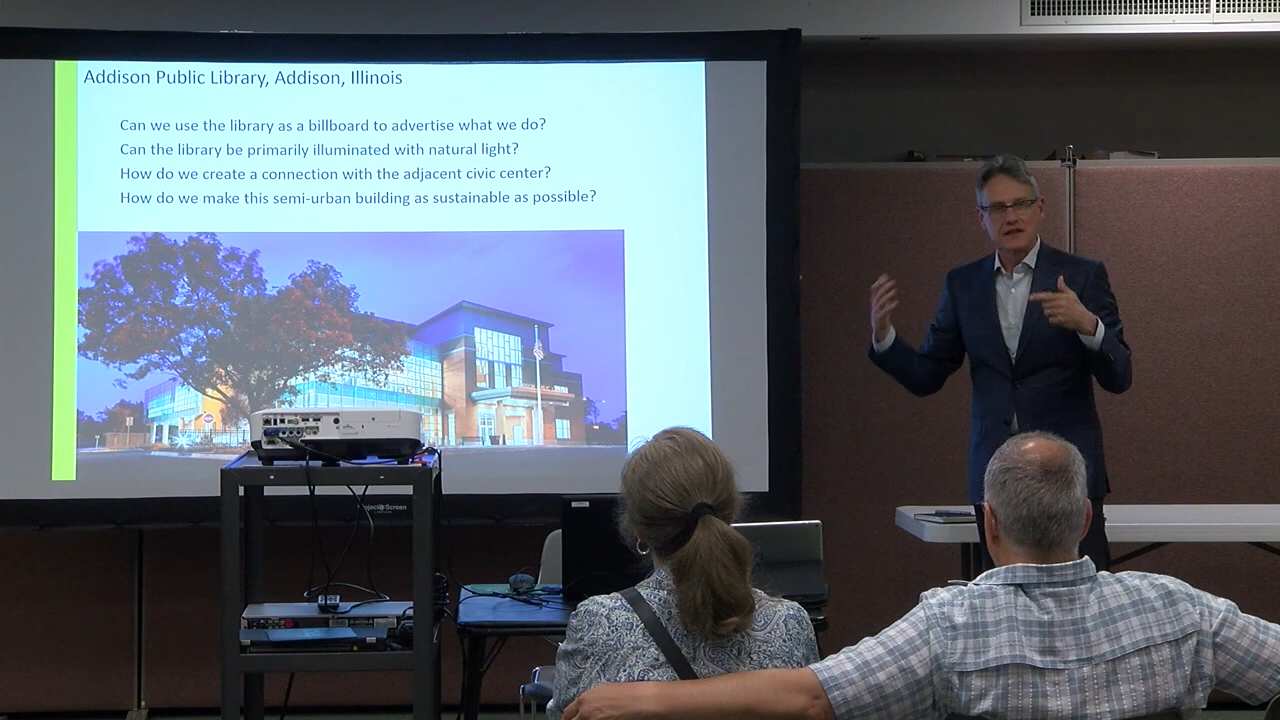 Addison Public Library, Addison, Illinois
Can we use the library as a billboard to advertise what we do?
Can the library be primarily illuminated with natural light?
How do we create a connection with the adjacent civic center?
How do we make this semi-urban building as sustainable as possible?
Screen